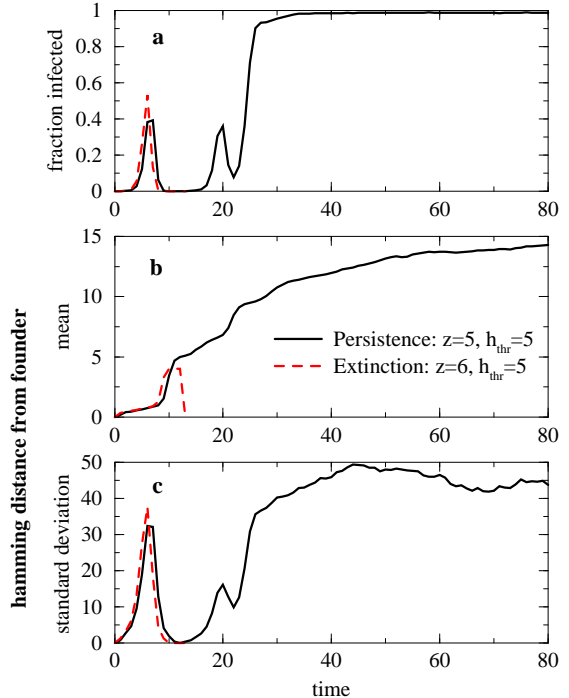 a
fraction infected
1
0.8
0.6
0.4
0.2
0
0 20 40 60 80
b
mean
15
10
5
0
0 20 40 60 80
Persistence: z=5, h_thr=5
Extinction: z=6, h_thr=5
hamming distance from founder
c
standard deviation
50
40
30
20
10
0
0 20 40 60 80
time